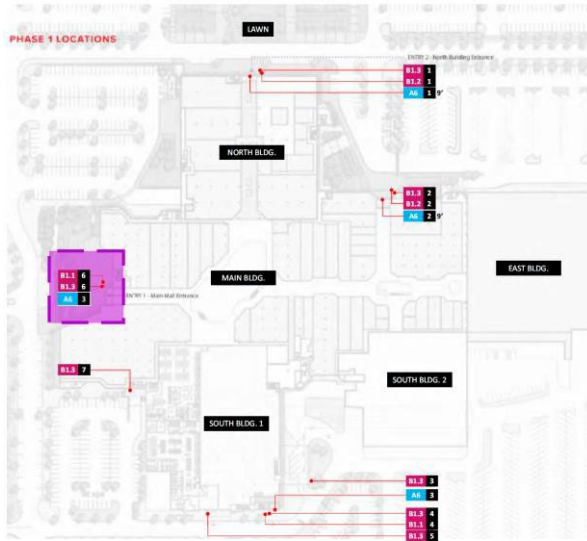 LAWN
PHASE 1 LOCATIONS
ENTRY 2 - North Building Entrance
B1.3 1
B1.2 1
A6 1 9'
NORTH BLDG.
B1.3 2
B1.2 2
A6 2 9'
MAIN BLDG.
EAST BLDG.
B1.1 6
B1.3 6
A6 3
ENTRY 1 - Main Mall Entrance
B1.3 7
SOUTH BLDG. 2
SOUTH BLDG. 1
B1.3 3
A6 3
B1.3 4
B1.1 4
B1.3 5